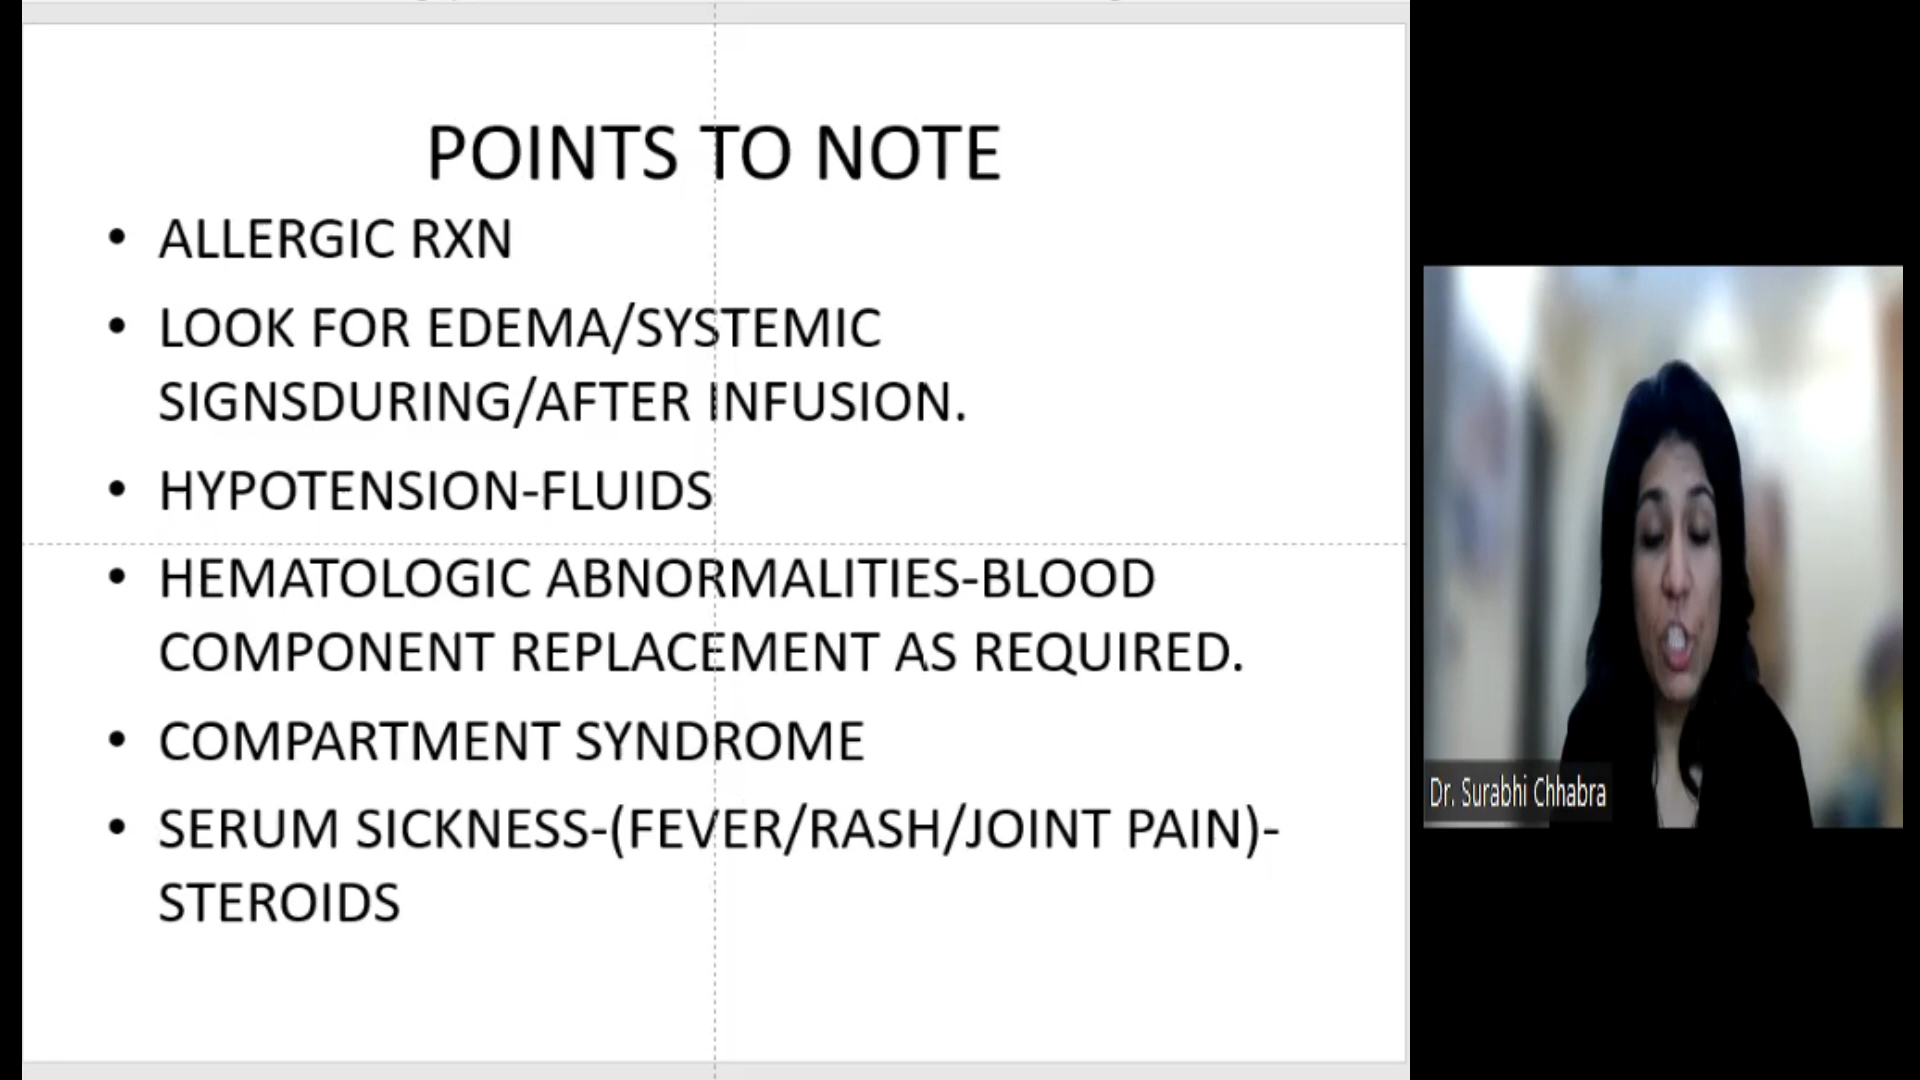 POINTS TO NOTE
• ALLERGIC RXN
• LOOK FOR EDEMA/SYSTEMIC
SIGNSDURING/AFTER INFUSION.
• HYPOTENSION-FLUIDS
• HEMATOLOGIC ABNORMALITIES-BLOOD
COMPONENT REPLACEMENT AS REQUIRED.
• COMPARTMENT SYNDROME
• SERUM SICKNESS-(FEVER/RASH/JOINT PAIN)-
STEROIDS
Dr. Surabhi Chhabra